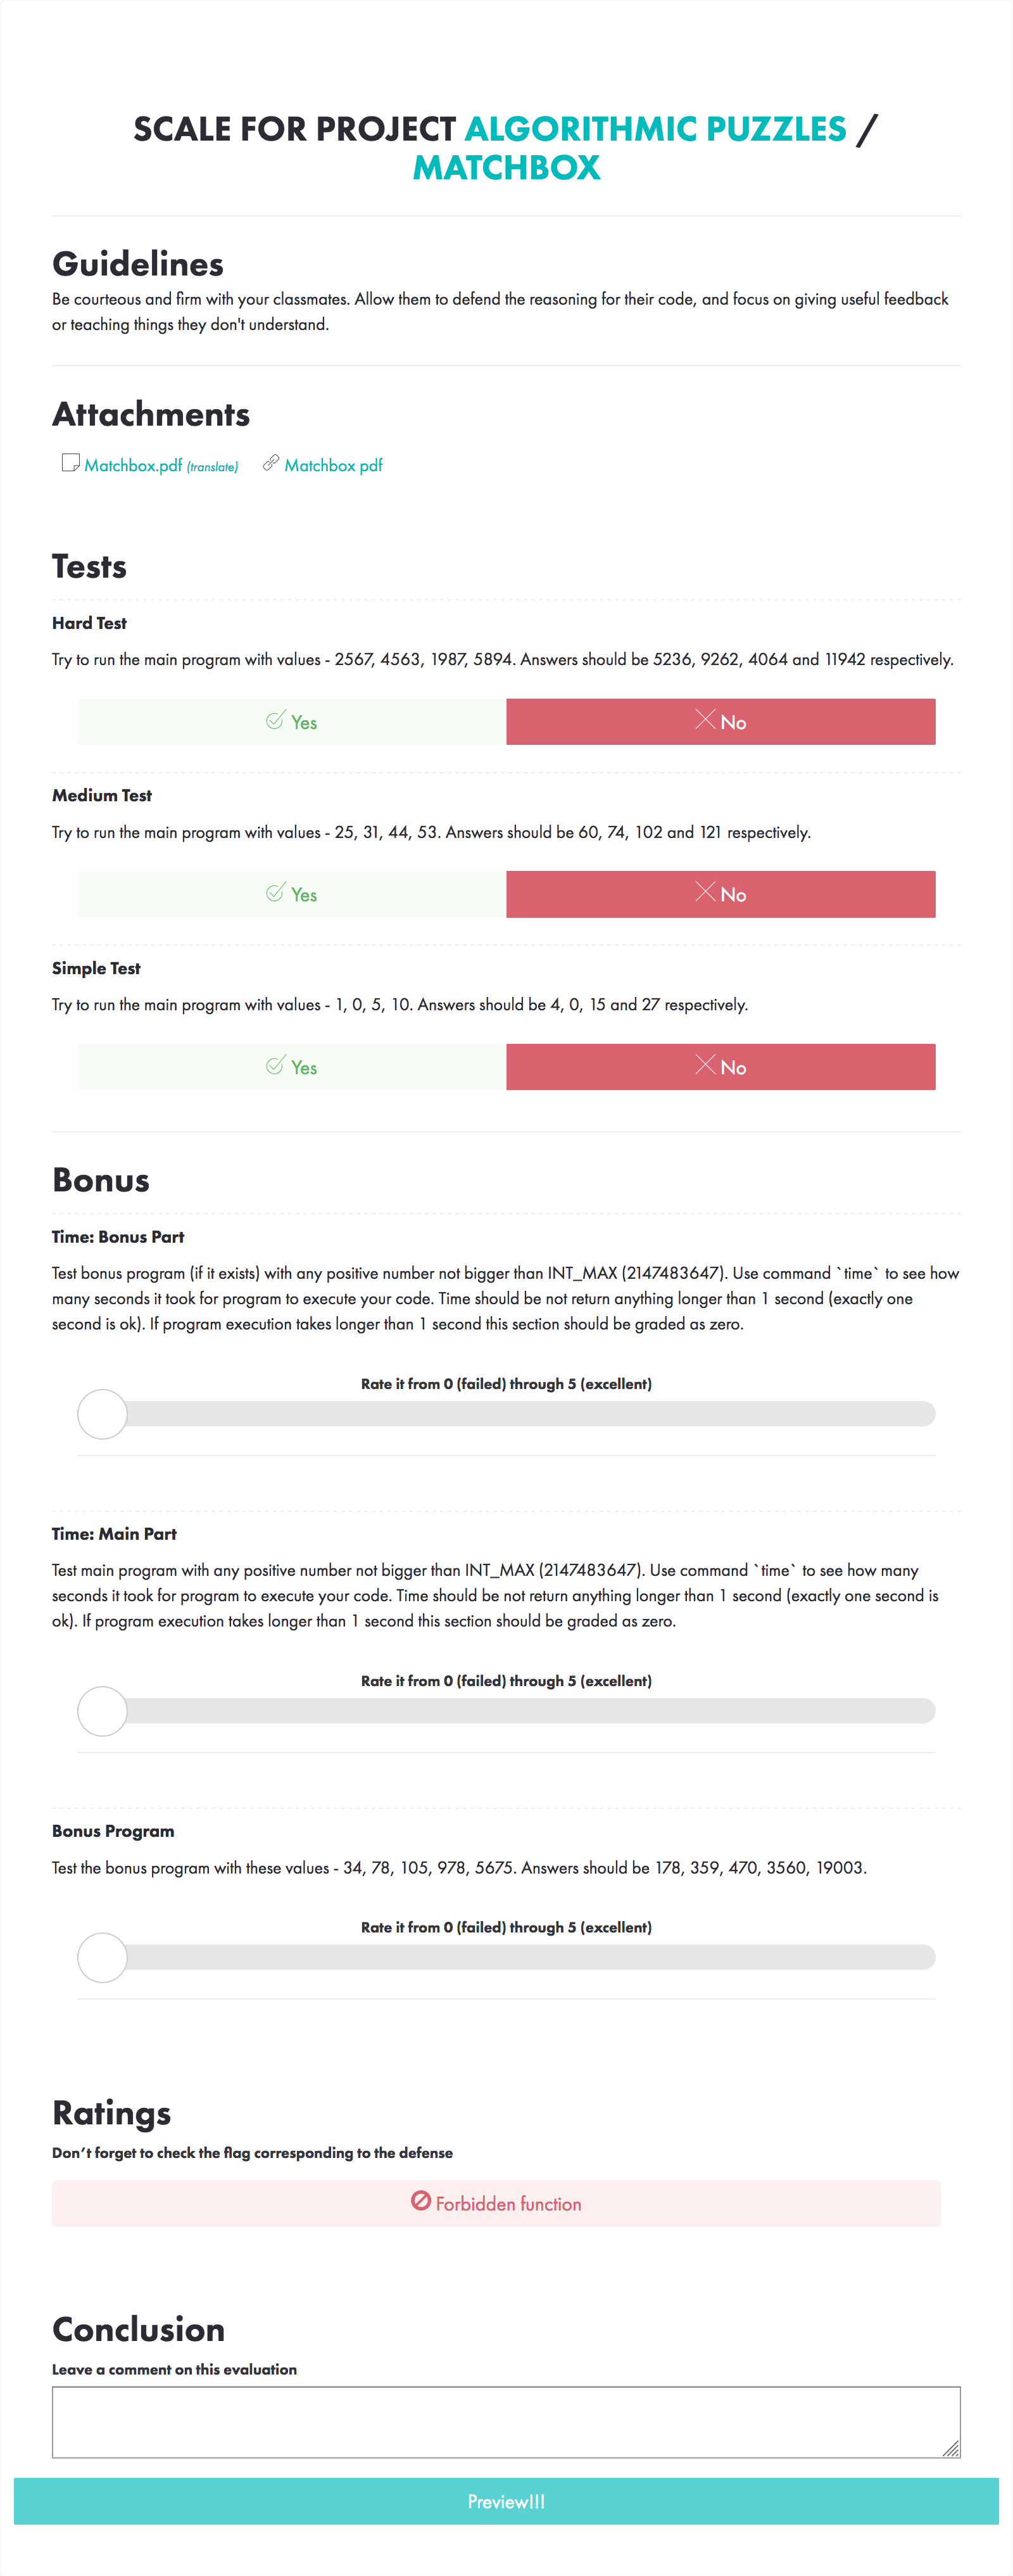 SCALE FOR PROJECT ALGORITHMIC PUZZLES /
MATCHBOX
Guidelines
Be courteous and firm with your classmates. Allow them to defend the reasoning for their code, and focus on giving useful feedback
or teaching things they don't understand.
Attachments
Matchbox.pdf (translate) Matchbox pdf
Tests
Hard Test
Try to run the main program with values - 2567, 4563, 1987, 5894. Answers should be 5236, 9262, 4064 and 11942 respectively.
Yes No
Medium Test
Try to run the main program with values - 25, 31, 44, 53. Answers should be 60, 74, 102 and 121 respectively.
Yes No
Simple Test
Try to run the main program with values - 1, 0, 5, 10. Answers should be 4, 0, 15 and 27 respectively.
Yes No
Bonus
Time: Bonus Part
Test bonus program (if it exists) with any positive number not bigger than INT_MAX (2147483647). Use command `time` to see how
many seconds it took for program to execute your code. Time should be not return anything longer than 1 second (exactly one
second is ok). If program execution takes longer than 1 second this section should be graded as zero.
Rate it from 0 (failed) through 5 (excellent)
Time: Main Part
Test main program with any positive number not bigger than INT_MAX (2147483647). Use command `time` to see how many
seconds it took for program to execute your code. Time should be not return anything longer than 1 second (exactly one second is
ok). If program execution takes longer than 1 second this section should be graded as zero.
Rate it from 0 (failed) through 5 (excellent)
Bonus Program
Test the bonus program with these values - 34, 78, 105, 978, 5675. Answers should be 178, 359, 470, 3560, 19003.
Rate it from 0 (failed) through 5 (excellent)
Ratings
Don’t forget to check the flag corresponding to the defense
Forbidden function
Conclusion
Leave a comment on this evaluation
Preview!!!